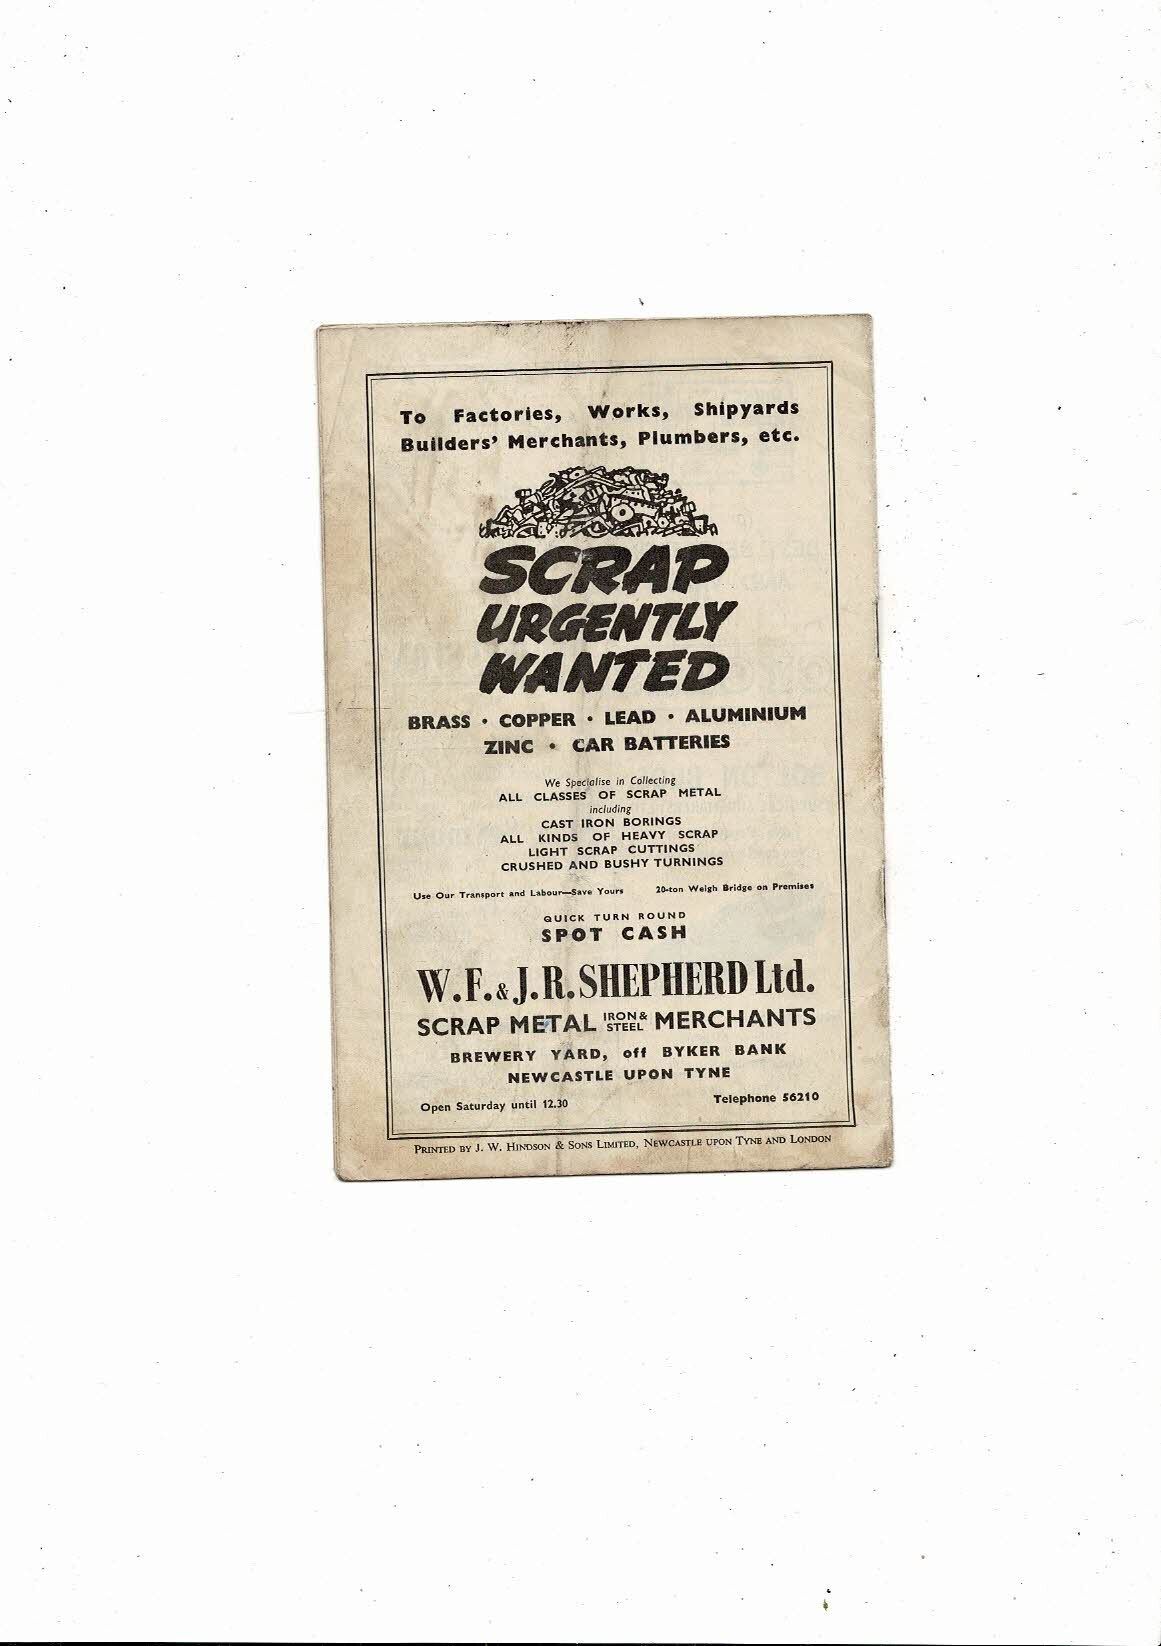 To Factories, Works, Shipyards
Builders' Merchants, Plumbers, etc.
SCRAP
URGENTLY
WANTED
BRASS • COPPER • LEAD • ALUMINIUM
ZINC • CAR BATTERIES
We Specialise in Collecting
ALL CLASSES OF SCRAP METAL
including
CAST IRON BORINGS
ALL KINDS OF HEAVY SCRAP
LIGHT SCRAP CUTTINGS
CRUSHED AND BUSHY TURNINGS
Use Our Transport and Labour—Save Yours 20-ton Weigh Bridge on Premises
QUICK TURN ROUND
SPOT CASH
W.F. & J.R. SHEPHERD Ltd.
SCRAP METAL IRON & STEEL MERCHANTS
BREWERY YARD, off BYKER BANK
NEWCASTLE UPON TYNE
Open Saturday until 12.30 Telephone 56210
PRINTED BY J. W. HINDSON & SONS LIMITED, NEWCASTLE UPON TYNE AND LONDON